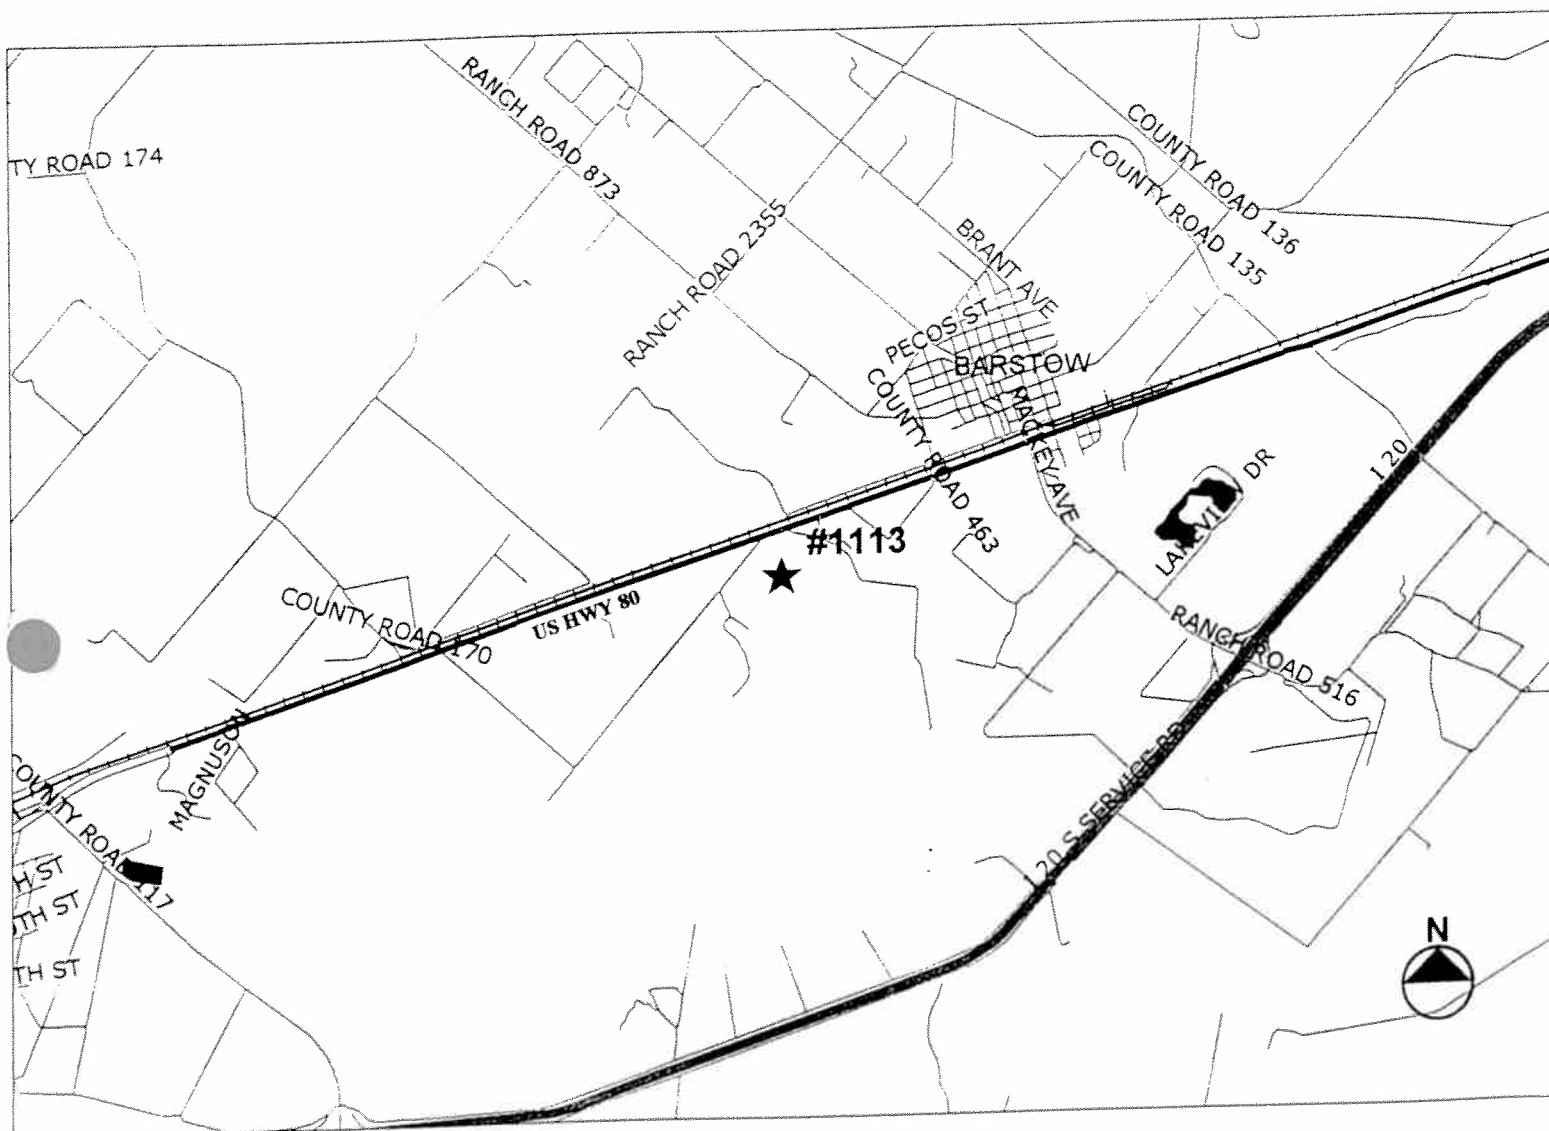 RANCH ROAD 873
TY ROAD 174
RANCH ROAD 2355
COUNTY ROAD 136
COUNTY ROAD 135
BRANT AVE
PECOS ST
BARSTOW
COUNTY ROAD 463
MACKEY AVE
I 20
DR
LAKEVI
#1113
US HWY 80
COUNTY ROAD 170
RANCH ROAD 516
MAGNUSON
20 S SERVICE RD
COUNTY ROAD 117
H ST
TH ST
TH ST
N